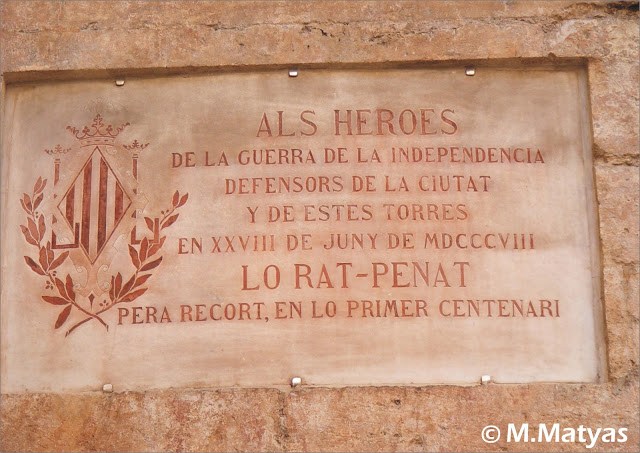 ALS HEROES
DE LA GUERRA DE LA INDEPENDENCIA
DEFENSORS DE LA CIUTAT
Y DE ESTES TORRES
EN XXVIII DE JUNY DE MDCCCVIII
LO RAT-PENAT
PERA RECORT, EN LO PRIMER CENTENARI
L L
© M.Matyas